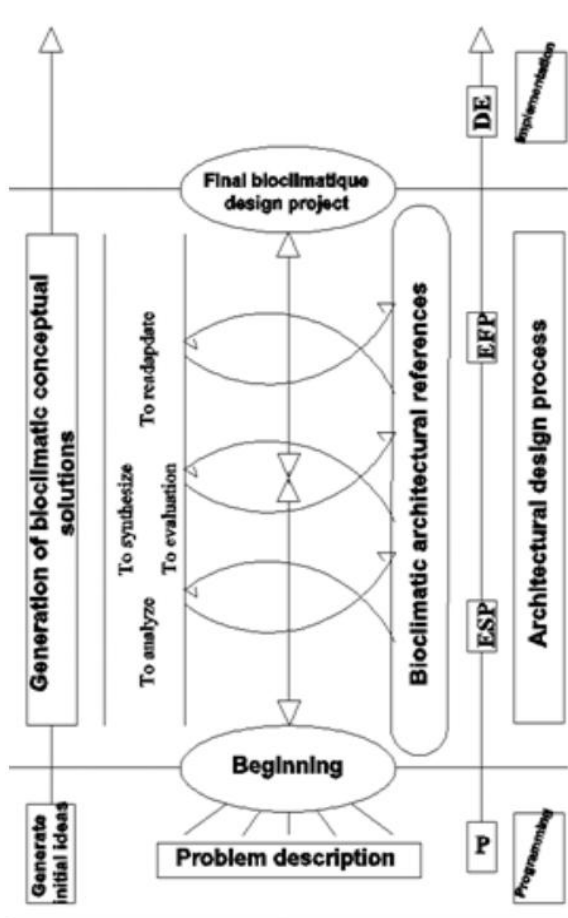 DE
Implementation
Final bioclimatique
design project
Generation of bioclimatic conceptual
solutions
To readapdate
To synthesize
To evaluation
To analyze
Bioclimatic architectural references
EFP
ESP
Architectural design process
Beginning
Generate
initial ideas
Problem description
P
Programming